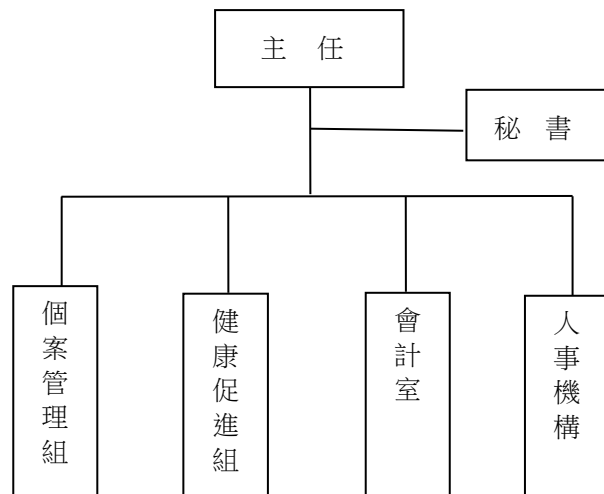 主　任
秘　書
個案管理組
健康促進組
會計室
人事機構